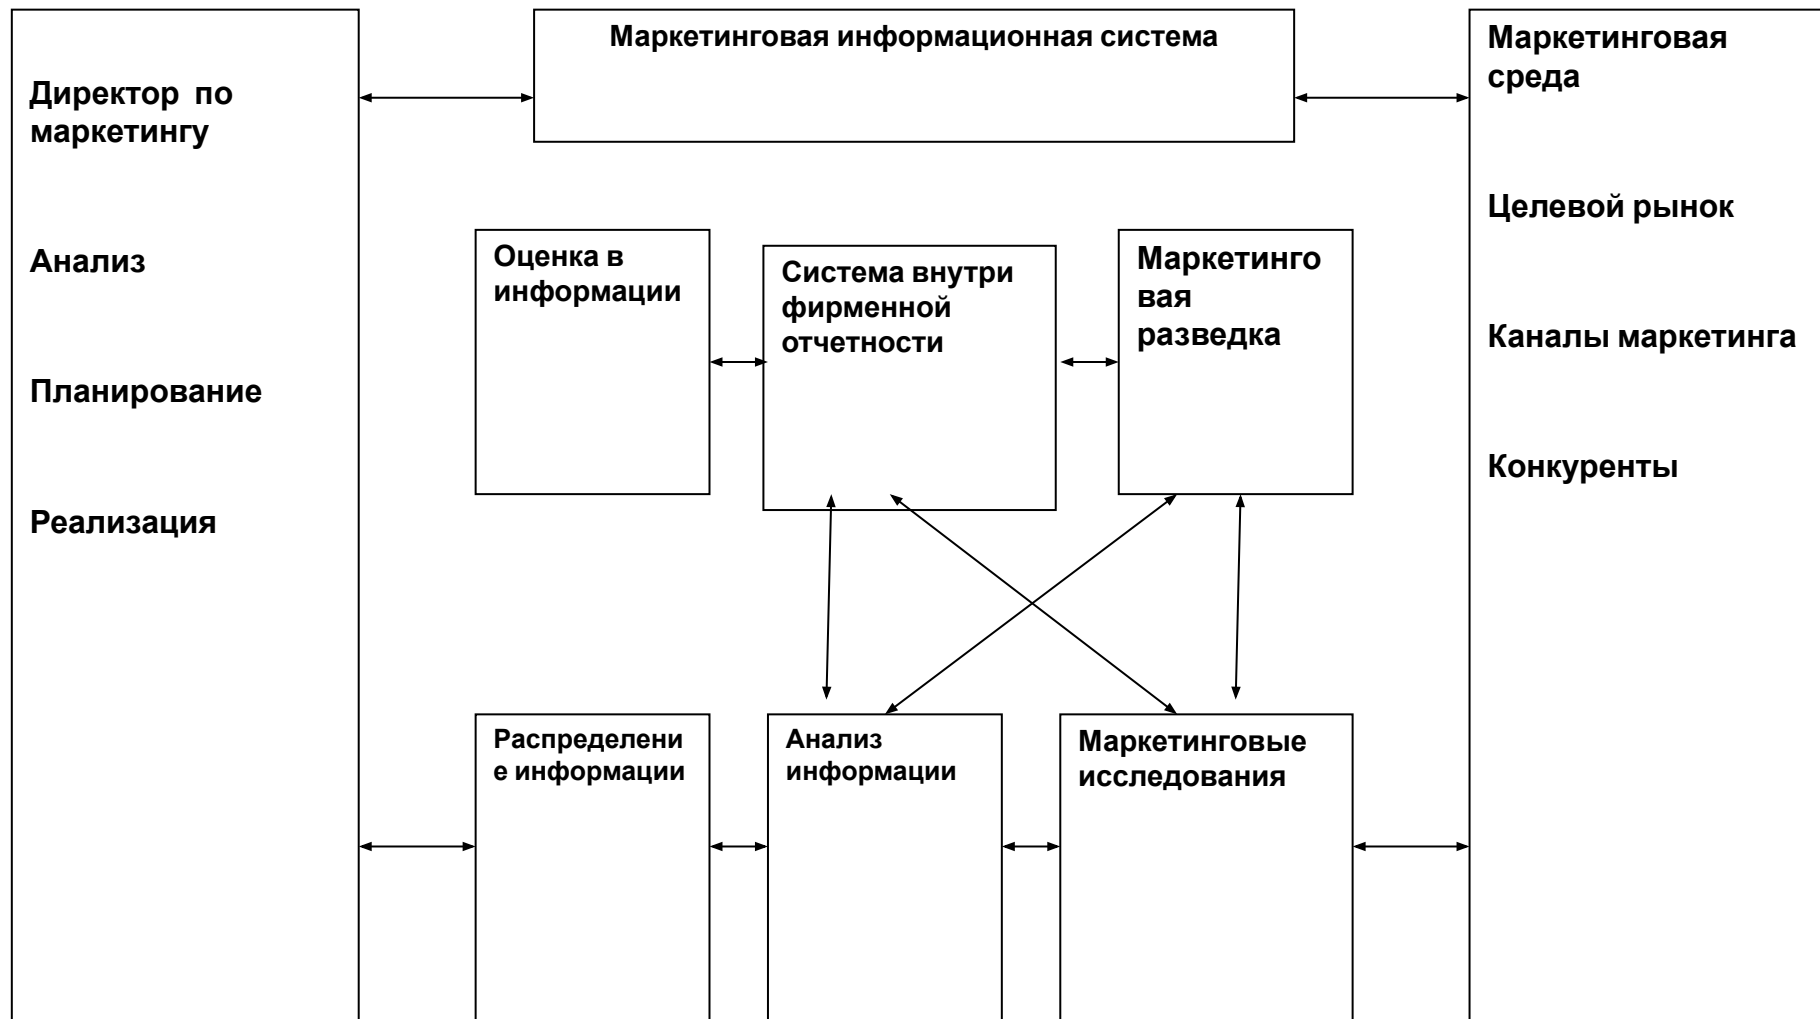 Директор по
маркетингу
Анализ
Планирование
Реализация
Маркетинговая информационная система
Оценка в
информации
Система внутри
фирменной
отчетности
Маркетинго
вая
разведка
Распределени
е информации
Анализ
информации
Маркетинговые
исследования
Маркетинговая
среда
Целевой рынок
Каналы маркетинга
Конкуренты